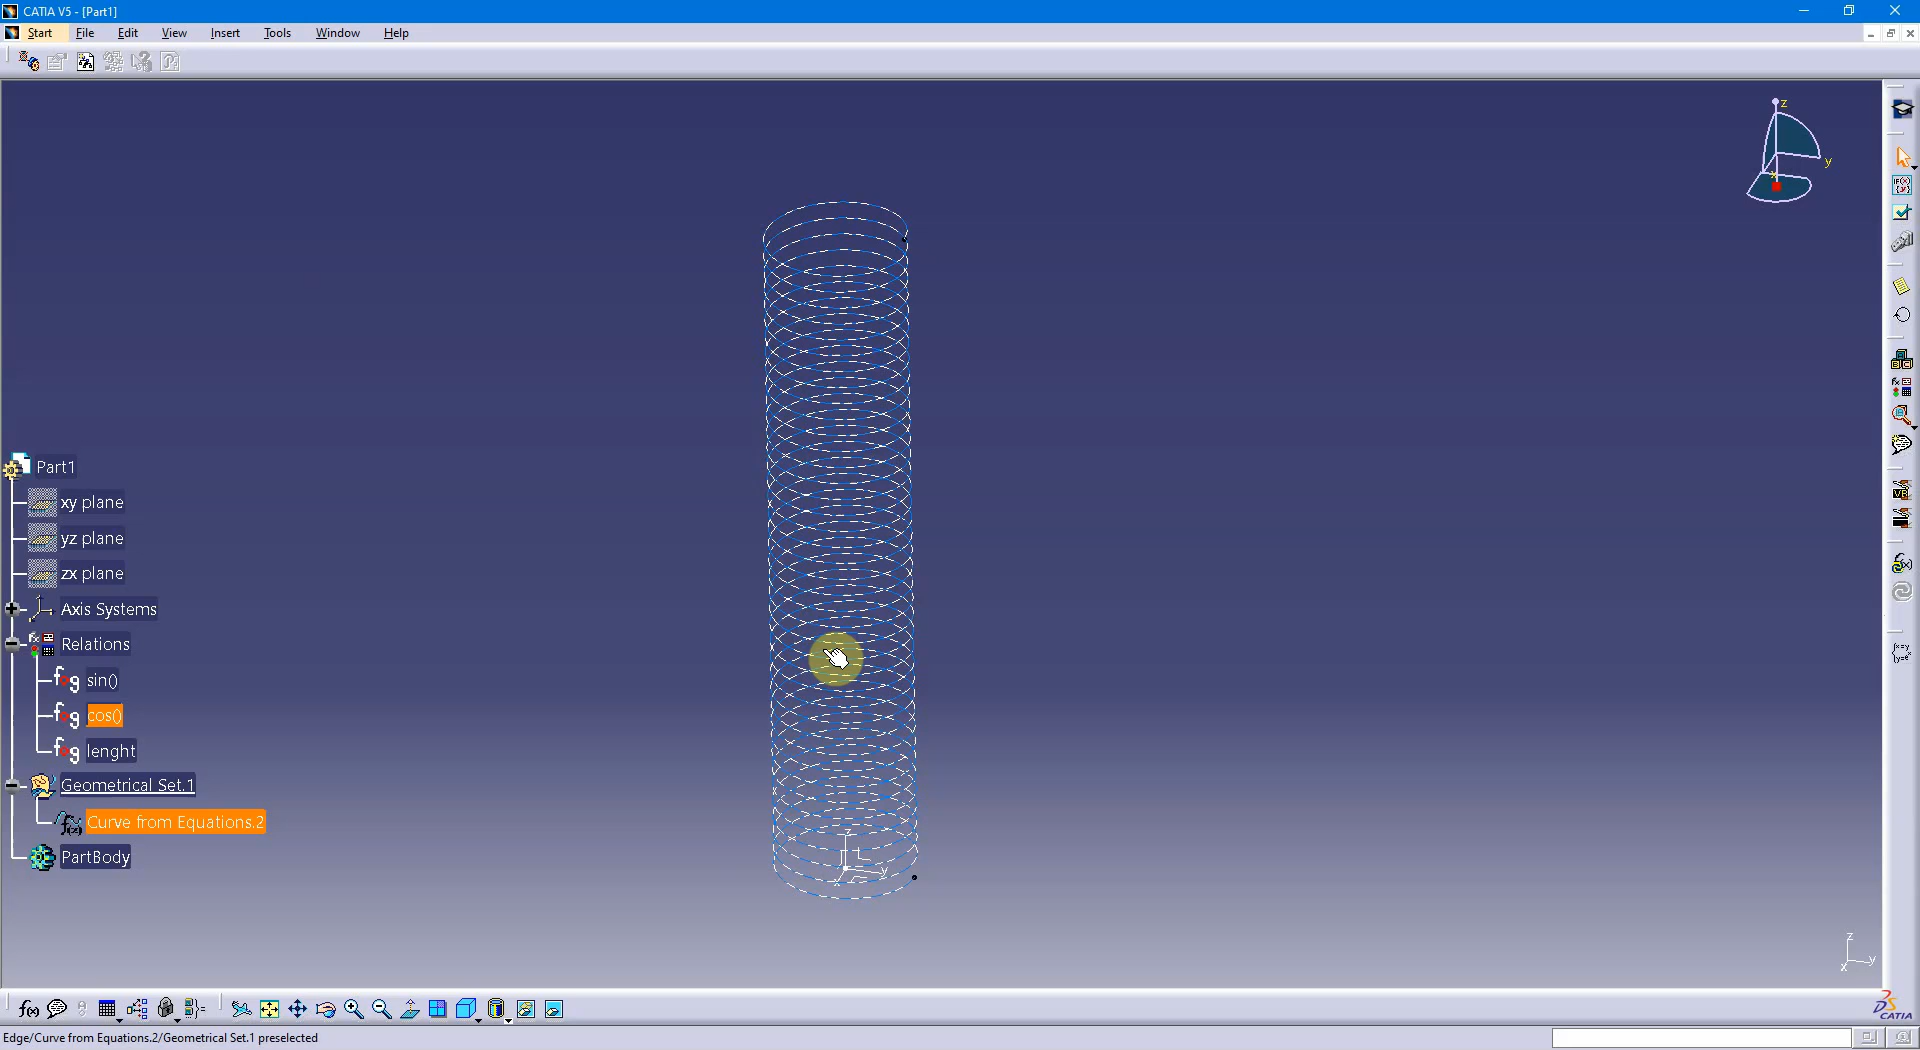 CATIA V5 - [Part1]
Start File Edit View Insert Tools Window Help
z
y
x
Part1
xy plane
yz plane
zx plane
Axis Systems
Relations
sin()
cos()
lenght
Geometrical Set.1
Curve from Equations.2
PartBody
z
y
x
z
y
x
CATIA
Edge/Curve from Equations.2/Geometrical Set.1 preselected